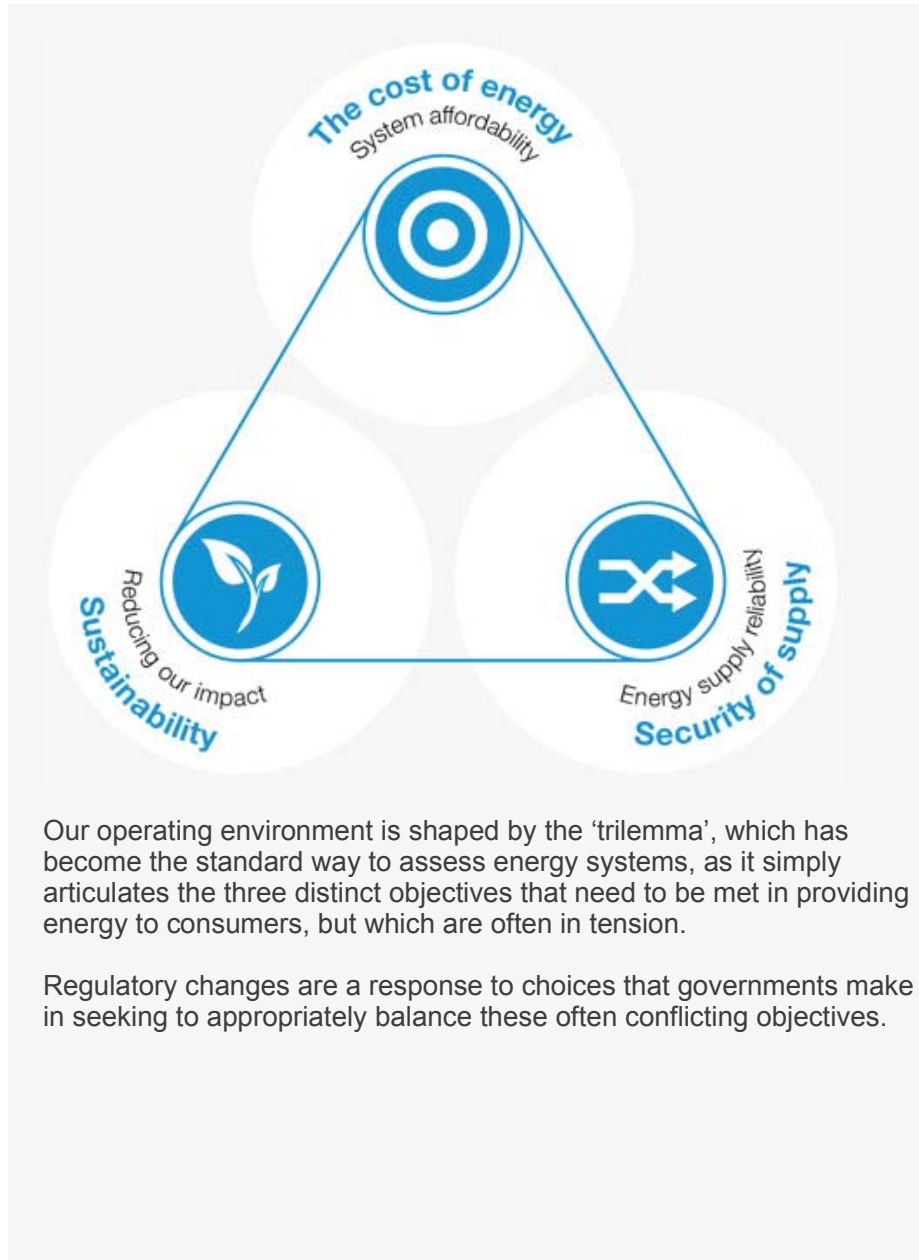 The cost of energy
System affordability
Reducing our impact
Sustainability
Energy supply reliability
Security of supply
Our operating environment is shaped by the ‘trilemma’, which has
become the standard way to assess energy systems, as it simply
articulates the three distinct objectives that need to be met in providing
energy to consumers, but which are often in tension.
Regulatory changes are a response to choices that governments make
in seeking to appropriately balance these often conflicting objectives.